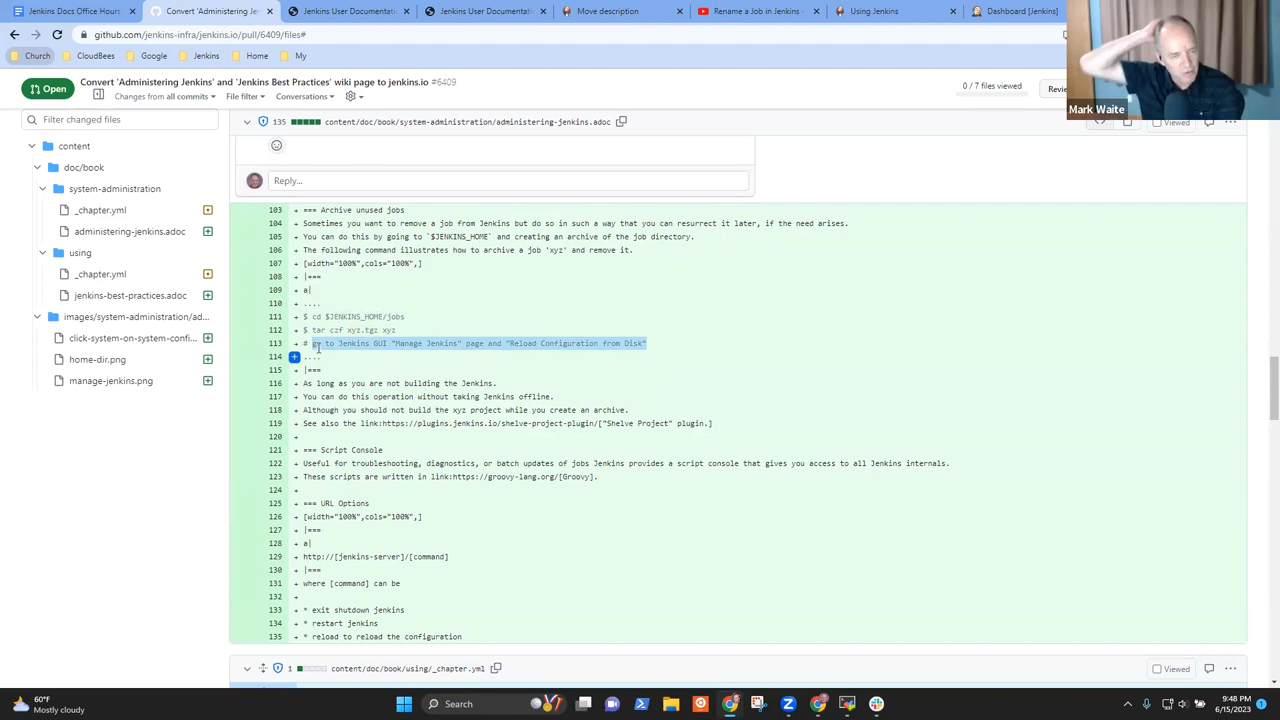 Jenkins Docs Office Hours
Convert 'Administering Jen
Jenkins User Documentation
Jenkins User Documentation
Move description
Rename a Job in Jenkins -
Using Jenkins
Dashboard [Jenkins]
github.com/jenkins-infra/jenkins.io/pull/6409/files#
Church
CloudBees
Google
Jenkins
Home
My
Open
Convert 'Administering Jenkins' and 'Jenkins Best Practices' wiki page to jenkins.io #6409
Changes from all commits
File filter
Conversations
0 / 7 files viewed
Mark Waite
Filter changed files
135 content/doc/book/system-administration/administering-jenkins.adoc
Viewed
content
doc/book
system-administration
_chapter.yml
administering-jenkins.adoc
using
_chapter.yml
jenkins-best-practices.adoc
images/system-administration/ad...
click-system-on-system-confi...
home-dir.png
manage-jenkins.png
Reply...
103 + === Archive unused jobs
104 + Sometimes you want to remove a job from Jenkins but do so in such a way that you can resurrect it later, if the need arises.
105 + You can do this by going to `$JENKINS_HOME` and creating an archive of the job directory.
106 + The following command illustrates how to archive a job 'xyz' and remove it.
107 + [width="100%",cols="100%",]
108 + |===
109 + a|
110 + ....
111 + $ cd $JENKINS_HOME/jobs
112 + $ tar czf xyz.tgz xyz
113 + # go to Jenkins GUI "Manage Jenkins" page and "Reload Configuration from Disk"
114 + ....
115 + |===
116 + As long as you are not building the Jenkins.
117 + You can do this operation without taking Jenkins offline.
118 + Although you should not build the xyz project while you create an archive.
119 + See also the link:https://plugins.jenkins.io/shelve-project-plugin/["Shelve Project" plugin.]
120 +
121 + === Script Console
122 + Useful for troubleshooting, diagnostics, or batch updates of jobs Jenkins provides a script console that gives you access to all Jenkins internals.
123 + These scripts are written in link:https://groovy-lang.org/[Groovy].
124 +
125 + === URL Options
126 + [width="100%",cols="100%",]
127 + |===
128 + a|
129 + http://[jenkins-server]/[command]
130 + |===
131 + where [command] can be
132 +
133 + * exit shutdown jenkins
134 + * restart jenkins
135 + * reload to reload the configuration
1 content/doc/book/using/_chapter.yml
Viewed
60°F
Mostly cloudy
Search
9:48 PM
6/15/2023